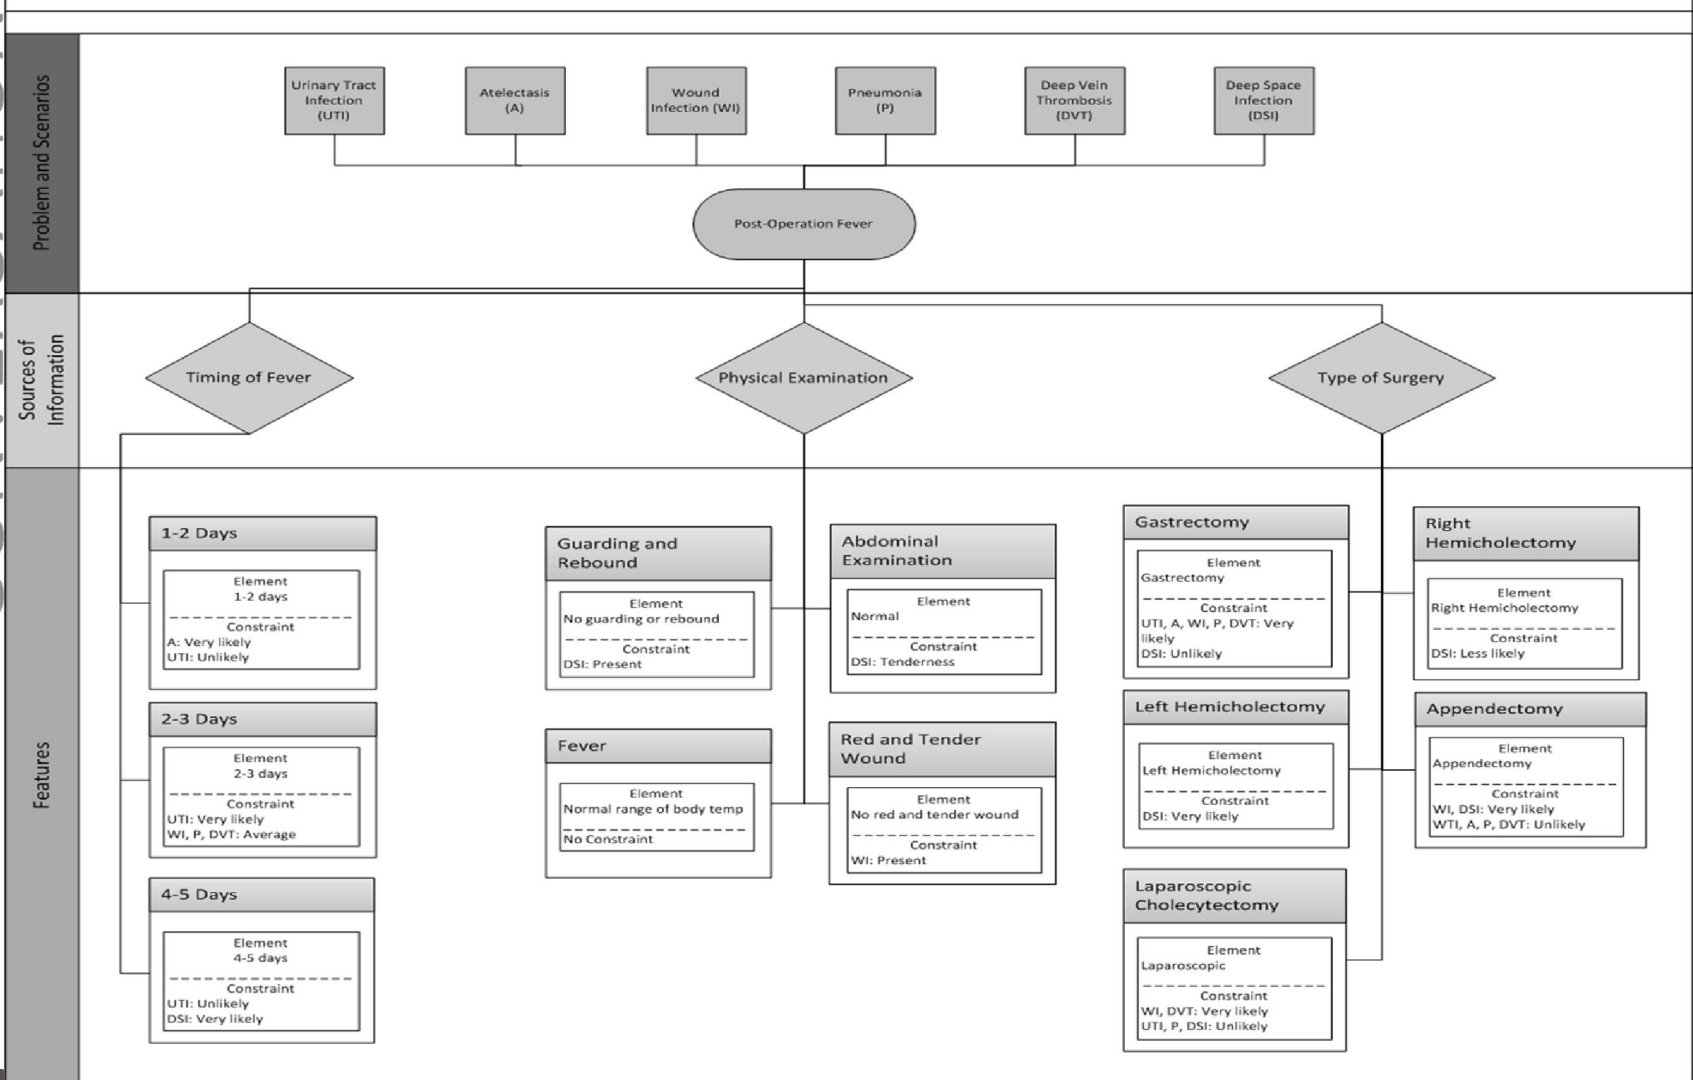 Problem and Scenarios
Urinary Tract
Infection
(UTI)
Atelectasis
(A)
Wound
Infection (WI)
Pneumonia
(P)
Deep Vein
Thrombosis
(DVT)
Deep Space
Infection
(DSI)
Post-Operation Fever
Sources of
Information
Timing of Fever
Physical Examination
Type of Surgery
Features
1-2 Days
Element
1-2 days
Constraint
A: Very likely
UTI: Unlikely
2-3 Days
Element
2-3 days
Constraint
UTI: Very likely
WI, P, DVT: Average
4-5 Days
Element
4-5 days
Constraint
UTI: Unlikely
DSI: Very likely
Guarding and
Rebound
Element
No guarding or rebound
Constraint
DSI: Present
Abdominal
Examination
Element
Normal
Constraint
DSI: Tenderness
Fever
Element
Normal range of body temp
No Constraint
Red and Tender
Wound
Element
No red and tender wound
Constraint
WI: Present
Gastrectomy
Element
Gastrectomy
Constraint
UTI, A, WI, P, DVT: Very
likely
DSI: Unlikely
Right
Hemicholectomy
Element
Right Hemicholectomy
Constraint
DSI: Less likely
Left Hemicholectomy
Element
Left Hemicholectomy
Constraint
DSI: Very likely
Appendectomy
Element
Appendectomy
Constraint
WI, DSI: Very likely
WTI, A, P, DVT: Unlikely
Laparoscopic
Cholecytectomy
Element
Laparoscopic
Constraint
WI, DVT: Very likely
UTI, P, DSI: Unlikely